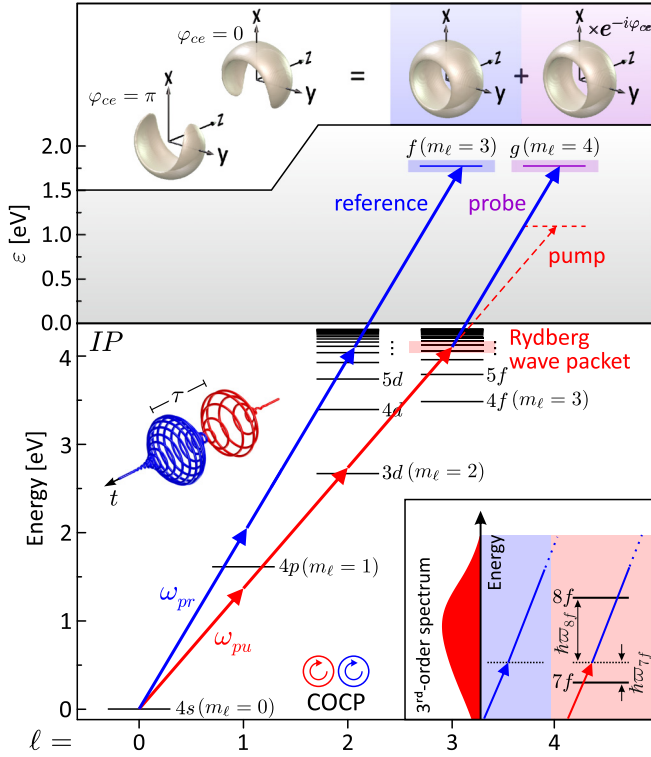 φce = 0
φce = π
x
z
y
x
z
y
=
x
z
y
+
×e^{-iφce}
x
z
y
ε [eV]
2.0
1.5
1.0
0.5
0.0
f (mℓ = 3)
g (mℓ = 4)
reference
probe
pump
IP
Rydberg
wave packet
5d
4d
5f
4f (mℓ = 3)
3d (mℓ = 2)
4p (mℓ = 1)
4s (mℓ = 0)
Energy [eV]
4
3
2
1
0
τ
t
ωpr
ωpu
COCP
3rd-order spectrum
Energy
8f
7f
ħϖ8f
ħϖ7f
ℓ = 0 1 2 3 4